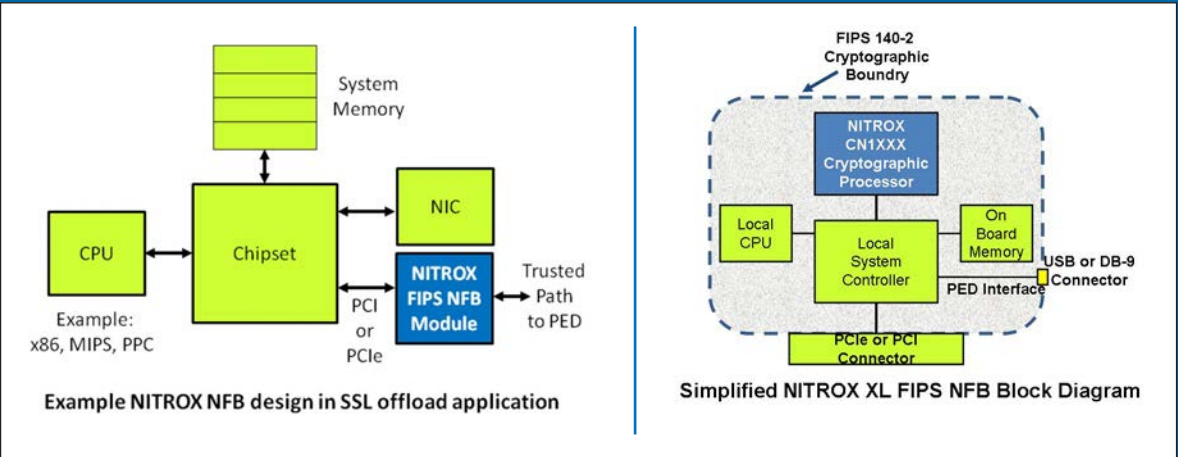 System
Memory
CPU
Chipset
NIC
NITROX
FIPS NFB
Module
Trusted
Path
to PED
PCI
or
PCIe
Example:
x86, MIPS, PPC
Example NITROX NFB design in SSL offload application
FIPS 140-2
Cryptographic
Boundry
NITROX
CN1XXX
Cryptographic
Processor
Local
CPU
Local
System
Controller
On
Board
Memory
USB or DB-9
Connector
PED Interface
PCIe or PCI
Connector
Simplified NITROX XL FIPS NFB Block Diagram